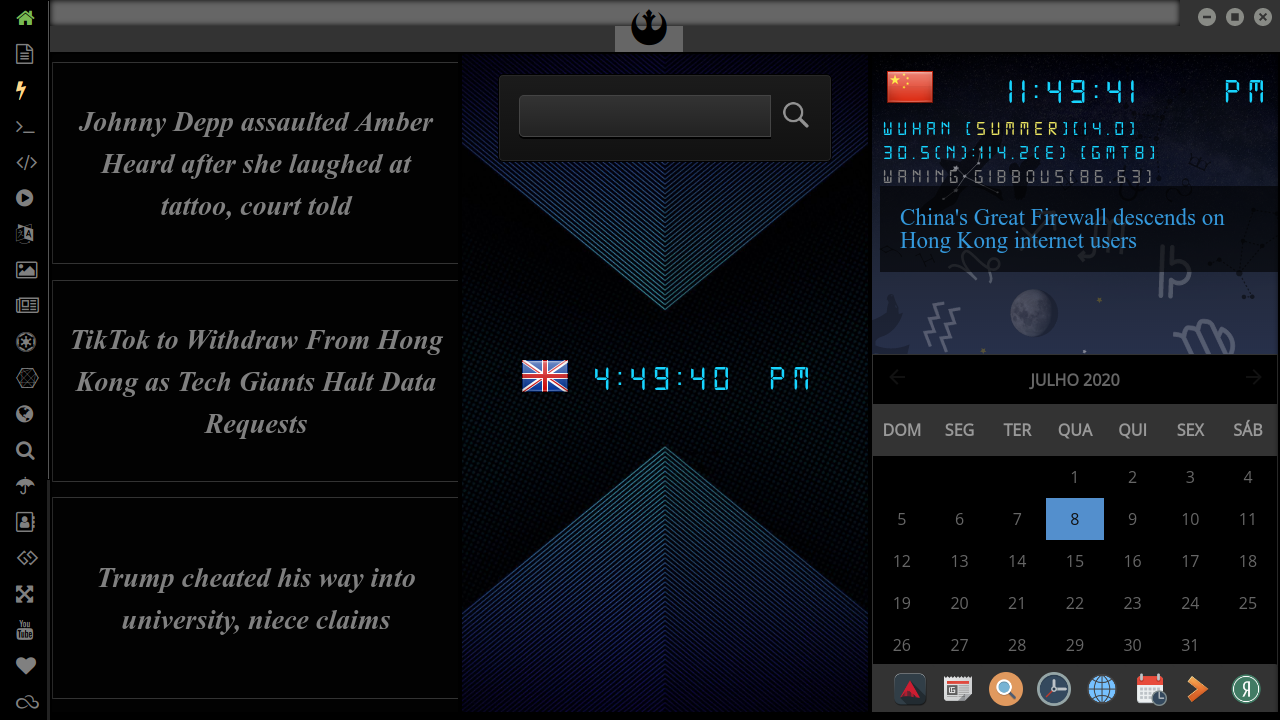 Johnny Depp assaulted Amber
Heard after she laughed at
tattoo, court told
TikTok to Withdraw From Hong
Kong as Tech Giants Halt Data
Requests
Trump cheated his way into
university, niece claims
4:49:40 PM
11:49:41 PM
WUHAN [SUMMER][14.0]
30.5(N):114.2(E) [GMT8]
WANING GIBBOUS(86.63)
China's Great Firewall descends on
Hong Kong internet users
JULHO 2020
DOM SEG TER QUA QUI SEX SÁB
1 2 3 4
5 6 7 8 9 10 11
12 13 14 15 16 17 18
19 20 21 22 23 24 25
26 27 28 29 30 31
You
Tube
Я